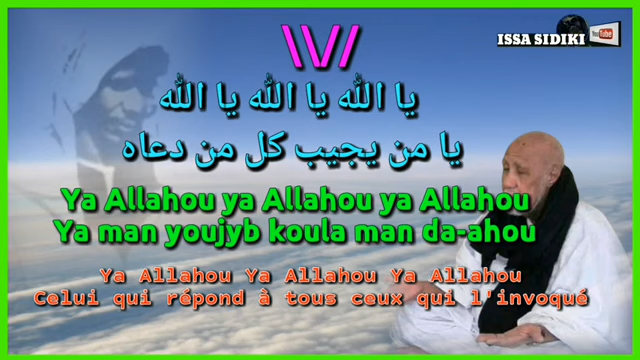 ISSA SIDIKI YouTube
\\//
يا الله يا الله يا الله
يا من يجيب كل من دعاه
Ya Allahou ya Allahou ya Allahou
Ya man youjyb koula man da-ahou
Ya Allahou Ya Allahou Ya Allahou
Celui qui répond à tous ceux qui l'invoqué